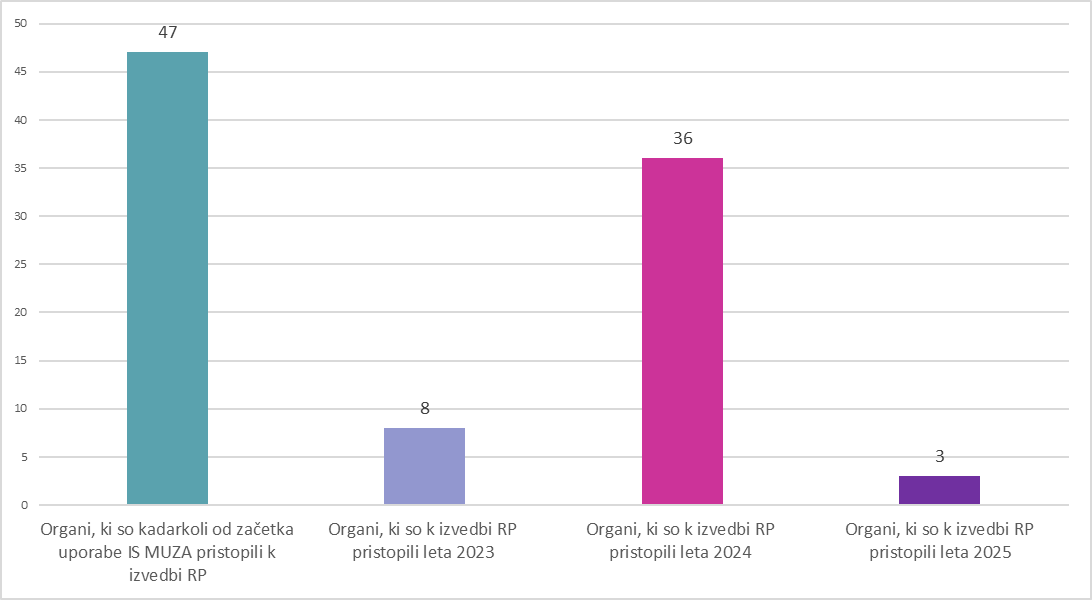 50
45
40
35
30
25
20
15
10
5
0
47
8
36
3
Organi, ki so kadarkoli od začetka
uporabe IS MUZA pristopili k
izvedbi RP
Organi, ki so k izvedbi RP
pristopili leta 2023
Organi, ki so k izvedbi RP
pristopili leta 2024
Organi, ki so k izvedbi RP
pristopili leta 2025